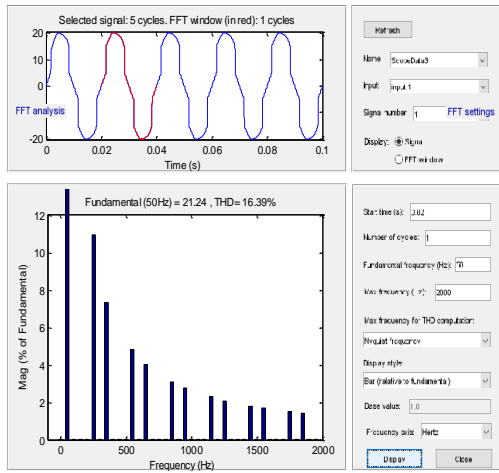 Selected signal: 5 cycles. FFT window (in red): 1 cycles
20
10
0
-20
FFT analysis
0
0.02
0.04
0.06
0.08
0.1
Time (s)
Refresh
Name
ScopeData3
Input
input 1
Signal number
1
FFT settings
Display:
Signal
FFT window
Fundamental (50Hz) = 21.24 , THD= 16.39%
Mag (% of Fundamental)
12
10
8
6
4
2
0
0
500
1000
1500
2000
Frequency (Hz)
Start time (s):
0.02
Number of cycles:
1
Fundamental frequency (Hz):
50
Max frequency (Hz):
2000
Max frequency for THD computation:
Nyquist frequency
Display style:
Bar (relative to fundamental)
Base value:
1.0
Frequency axis:
Hertz
Display
Close